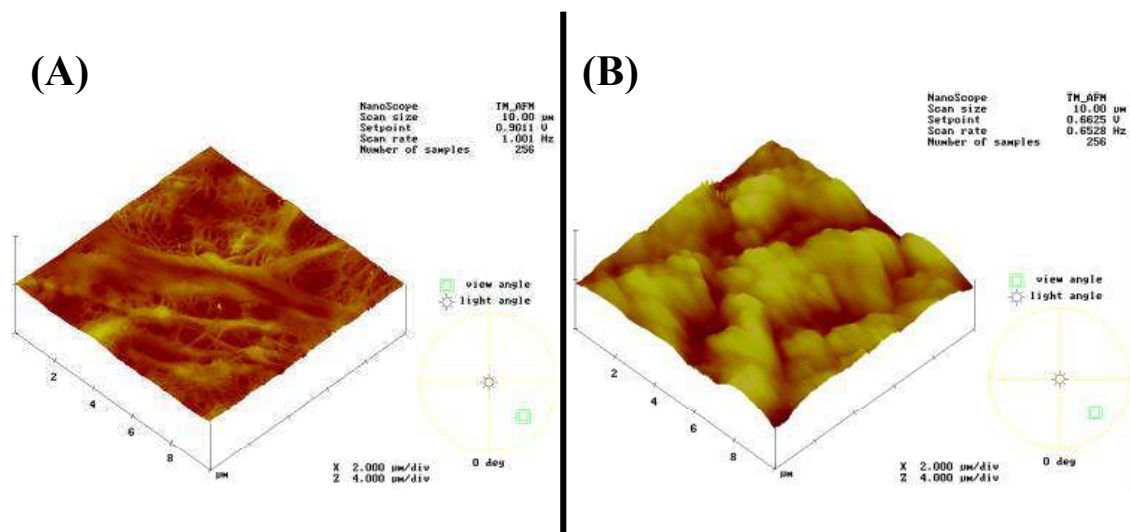 (A)
NanoScope TM_AFM
Scan size 10.00 µm
Setpoint 0.9011 V
Scan rate 1.001 Hz
Number of samples 256
view angle
light angle
2
4
6
8
µm
0 deg
X 2.000 µm/div
Z 4.000 µm/div
(B)
NanoScope TM_AFM
Scan size 10.00 µm
Setpoint 0.6625 V
Scan rate 0.6528 Hz
Number of samples 256
view angle
light angle
2
4
6
8
µm
0 deg
X 2.000 µm/div
Z 4.000 µm/div